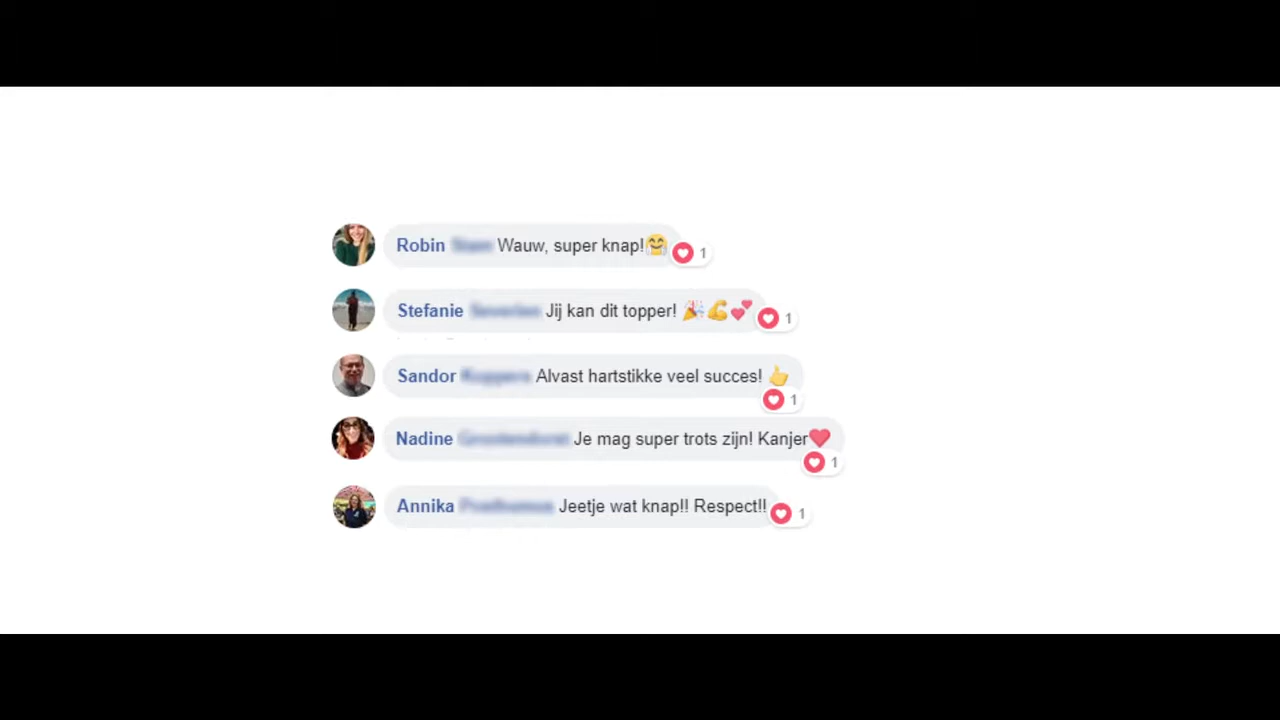 Robin Wauw, super knap!🤗 1
Stefanie Jij kan dit topper! 🎉💪💕 1
Sandor Alvast hartstikke veel succes! 👍 1
Nadine Je mag super trots zijn! Kanjer❤️ 1
Annika Jeetje wat knap!! Respect!! 1